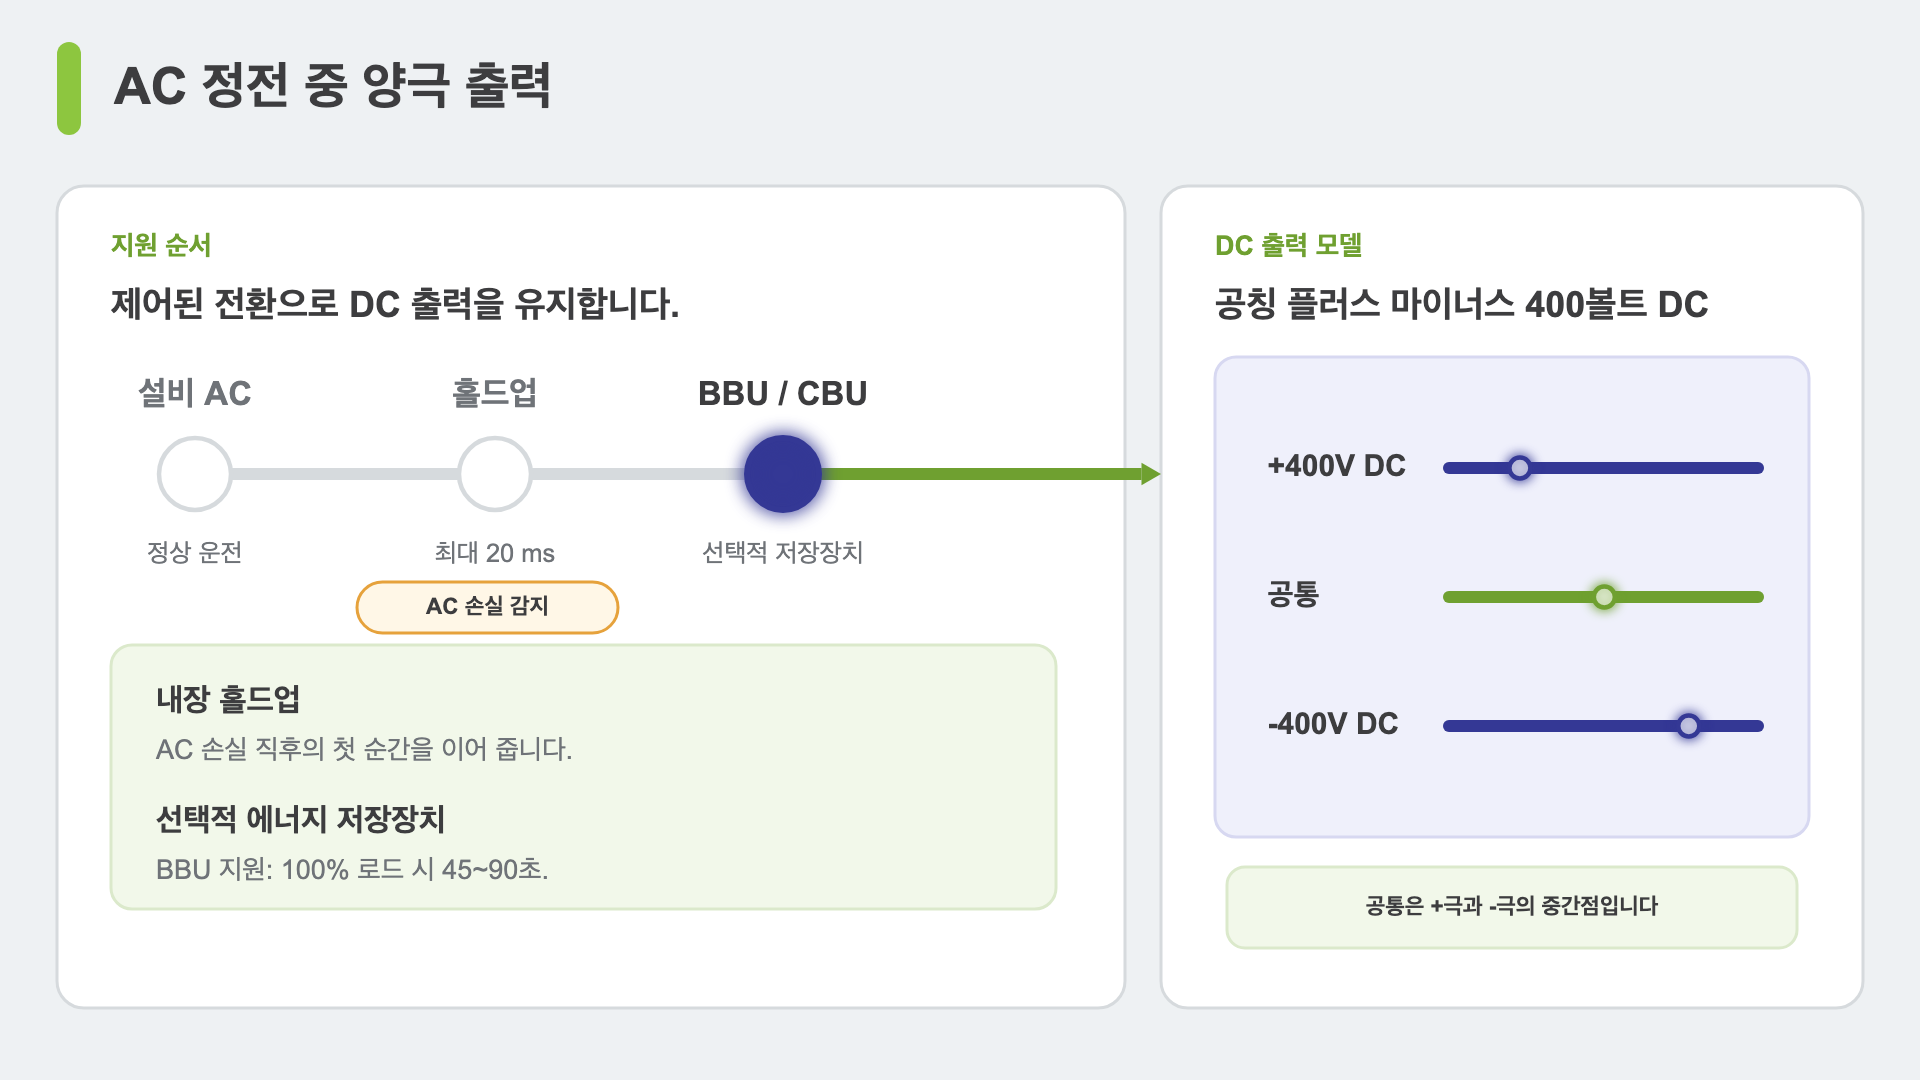 AC 정전 중 양극 출력
지원 순서
제어된 전환으로 DC 출력을 유지합니다.
설비 AC
홀드업
BBU / CBU
정상 운전
최대 20 ms
선택적 저장장치
AC 손실 감지
내장 홀드업
AC 손실 직후의 첫 순간을 이어 줍니다.
선택적 에너지 저장장치
BBU 지원: 100% 로드 시 45~90초.
DC 출력 모델
공칭 플러스 마이너스 400볼트 DC
+400V DC
공통
-400V DC
공통은 +극과 -극의 중간점입니다